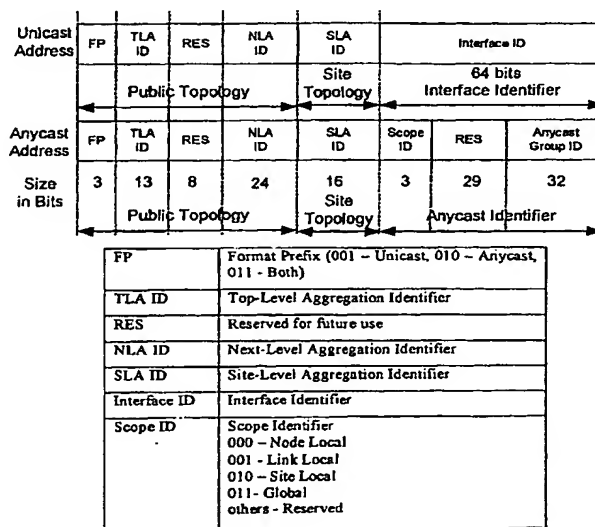 Unicast Address FP TLA ID RES NLA ID SLA ID Interface ID
Public Topology Site Topology 64 bits Interface Identifier
Anycast Address FP TLA ID RES NLA ID SLA ID Scope ID RES Anycast Group ID
Size in Bits 3 13 8 24 16 3 29 32
Public Topology Site Topology Anycast Identifier
FP Format Prefix (001 – Unicast, 010 – Anycast,
011 - Both)
TLA ID Top-Level Aggregation Identifier
RES Reserved for future use
NLA ID Next-Level Aggregation Identifier
SLA ID Site-Level Aggregation Identifier
Interface ID Interface Identifier
Scope ID Scope Identifier
000 – Node Local
001 - Link Local
010 – Site Local
011- Global
others - Reserved